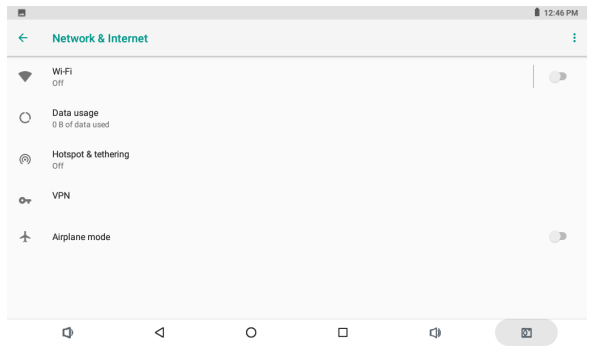 12:46 PM
Network & Internet
Wi-Fi
Off
Data usage
0 B of data used
Hotspot & tethering
Off
VPN
Airplane mode